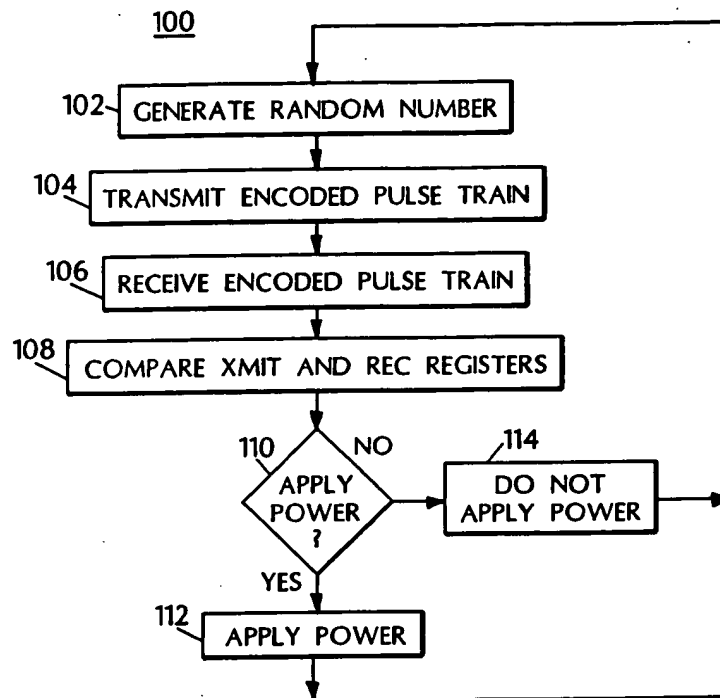 100
102
GENERATE RANDOM NUMBER
104
TRANSMIT ENCODED PULSE TRAIN
106
RECEIVE ENCODED PULSE TRAIN
108
COMPARE XMIT AND REC REGISTERS
110
NO
APPLY
POWER
?
114
DO NOT
APPLY POWER
YES
112
APPLY POWER